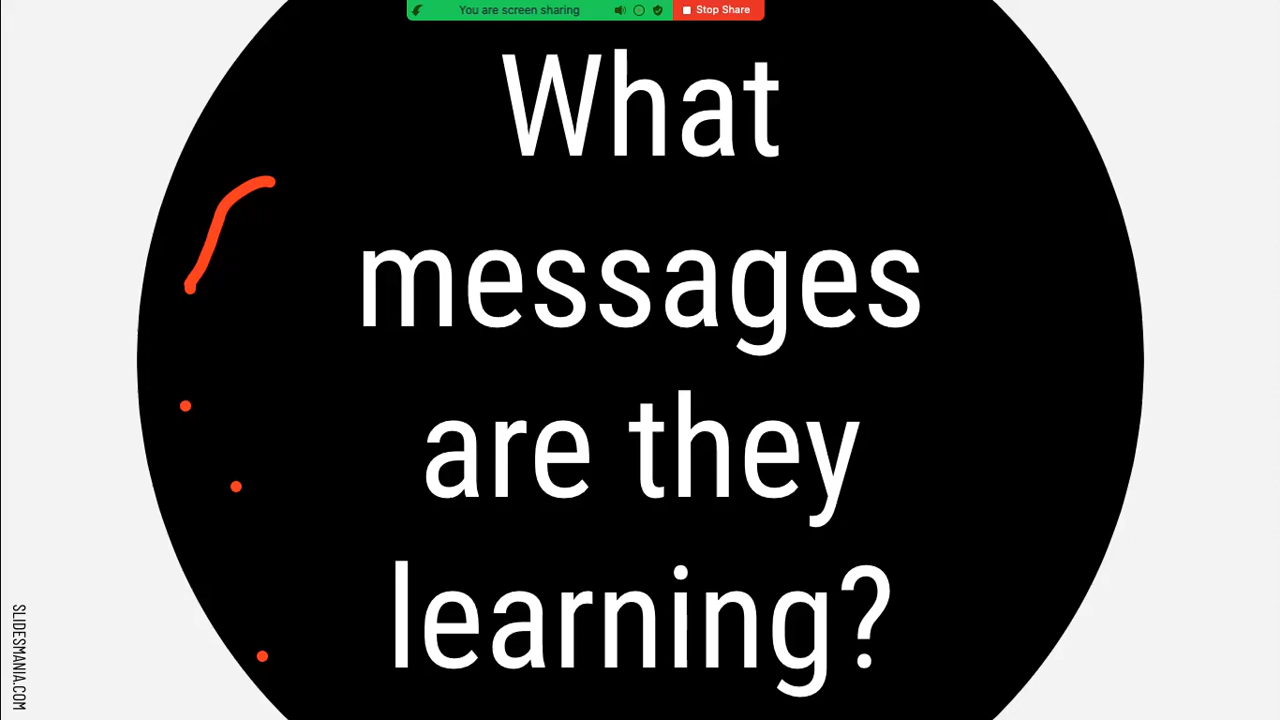 You are screen sharing
Stop Share
What
messages
are they
learning?
SLIDESMANIA.COM